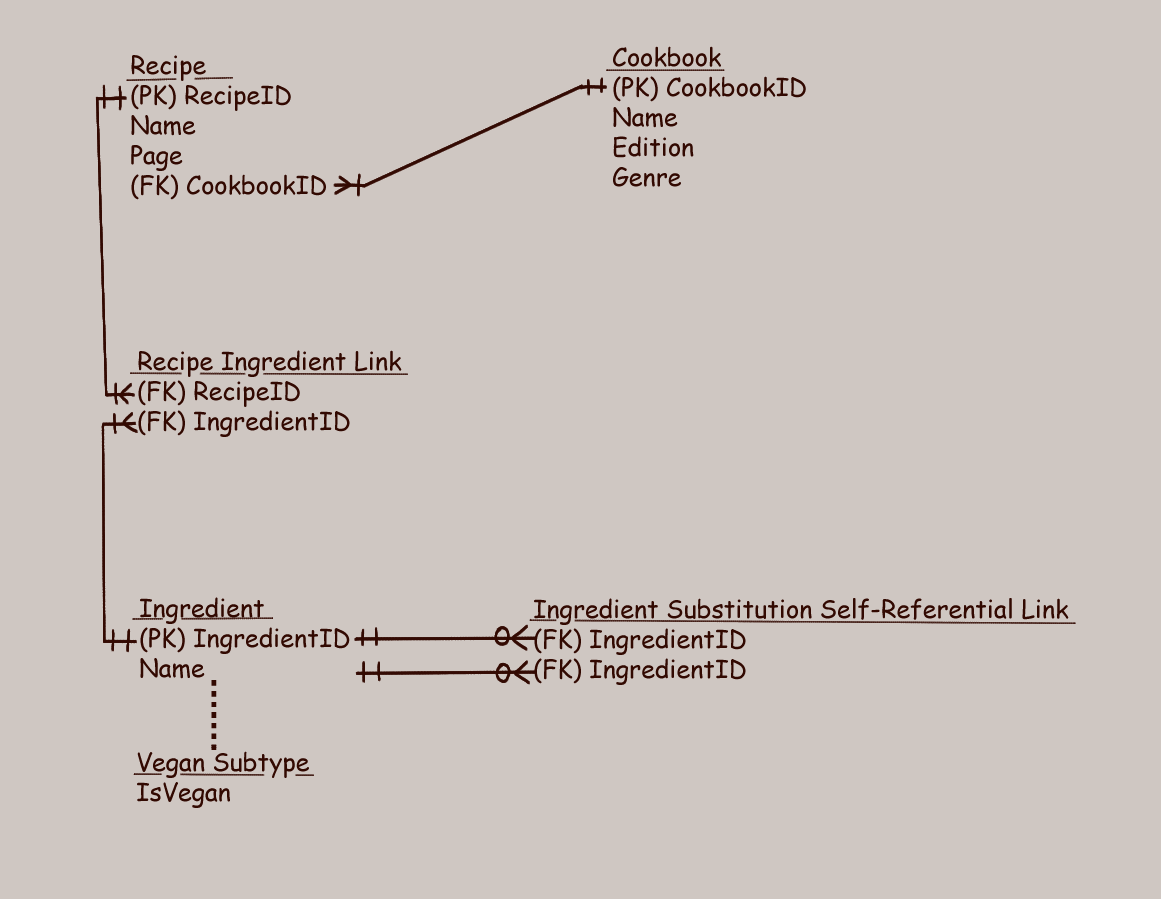 Recipe
(PK) RecipeID
Name
Page
(FK) CookbookID
Cookbook
(PK) CookbookID
Name
Edition
Genre
Recipe Ingredient Link
(FK) RecipeID
(FK) IngredientID
Ingredient
(PK) IngredientID
Name
Ingredient Substitution Self-Referential Link
(FK) IngredientID
(FK) IngredientID
Vegan Subtype
IsVegan